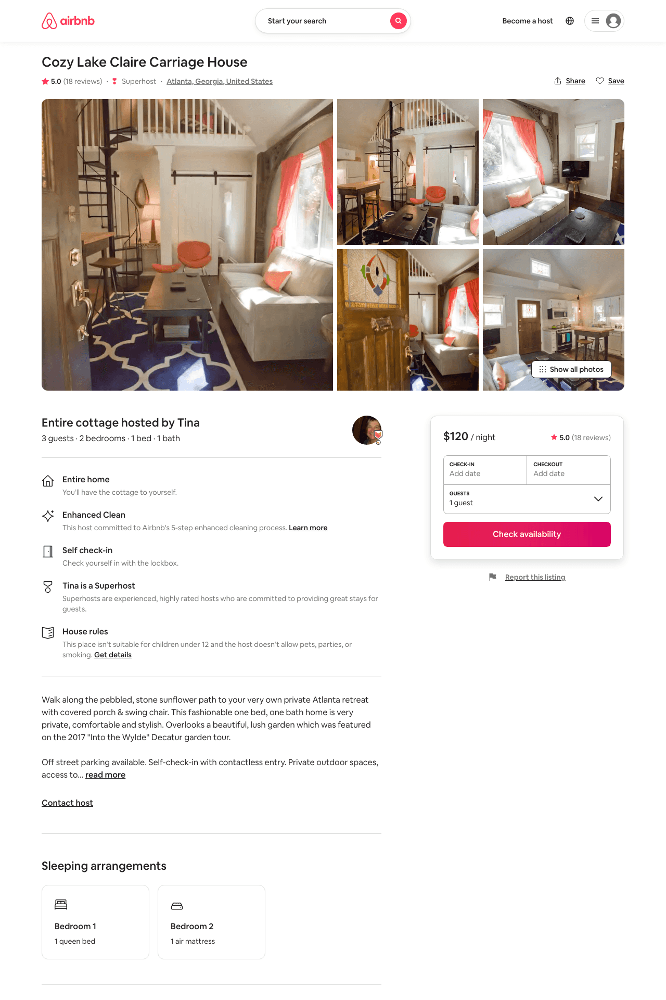 airbnb
Start your search
Become a host
Cozy Lake Claire Carriage House
5.0 (18 reviews) · Superhost · Atlanta, Georgia, United States
Share
Save
Show all photos
Entire cottage hosted by Tina
3 guests · 2 bedrooms · 1 bed · 1 bath
Entire home
You’ll have the cottage to yourself.
Enhanced Clean
This host committed to Airbnb's 5-step enhanced cleaning process. Learn more
Self check-in
Check yourself in with the lockbox.
Tina is a Superhost
Superhosts are experienced, highly rated hosts who are committed to providing great stays for
guests.
House rules
This place isn’t suitable for children under 12 and the host doesn’t allow pets, parties, or
smoking. Get details
Walk along the pebbled, stone sunflower path to your very own private Atlanta retreat
with covered porch & swing chair. This fashionable one bed, one bath home is very
private, comfortable and stylish. Overlooks a beautiful, lush garden which was featured
on the 2017 "Into the Wylde" Decatur garden tour.
Off street parking available. Self-check-in with contactless entry. Private outdoor spaces,
access to… read more
Contact host
Sleeping arrangements
Bedroom 1
1 queen bed
Bedroom 2
1 air mattress
$120 / night
5.0 (18 reviews)
CHECK-IN
Add date
CHECKOUT
Add date
GUESTS
1 guest
Check availability
Report this listing